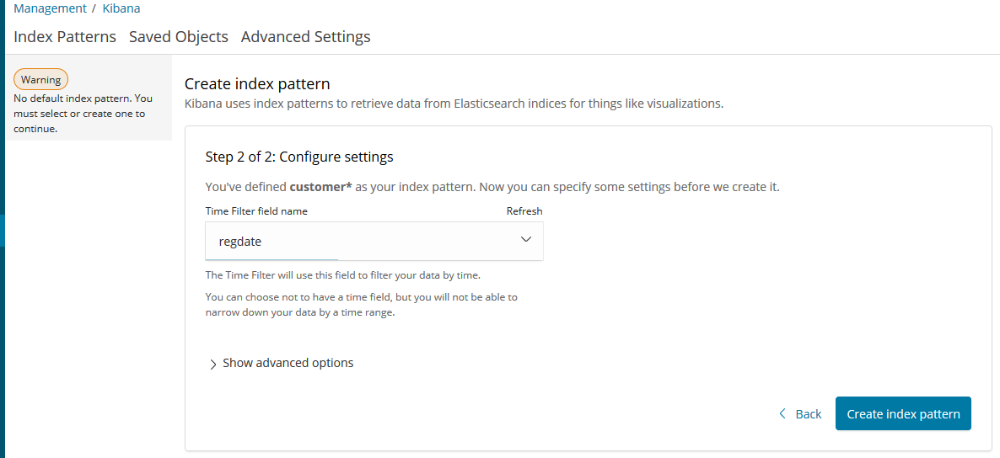 Management / Kibana
Index Patterns Saved Objects Advanced Settings
Warning
No default index pattern. You
must select or create one to
continue.
Create index pattern
Kibana uses index patterns to retrieve data from Elasticsearch indices for things like visualizations.
Step 2 of 2: Configure settings
You've defined customer* as your index pattern. Now you can specify some settings before we create it.
Time Filter field name Refresh
regdate
The Time Filter will use this field to filter your data by time.
You can choose not to have a time field, but you will not be able to
narrow down your data by a time range.
Show advanced options
Back Create index pattern